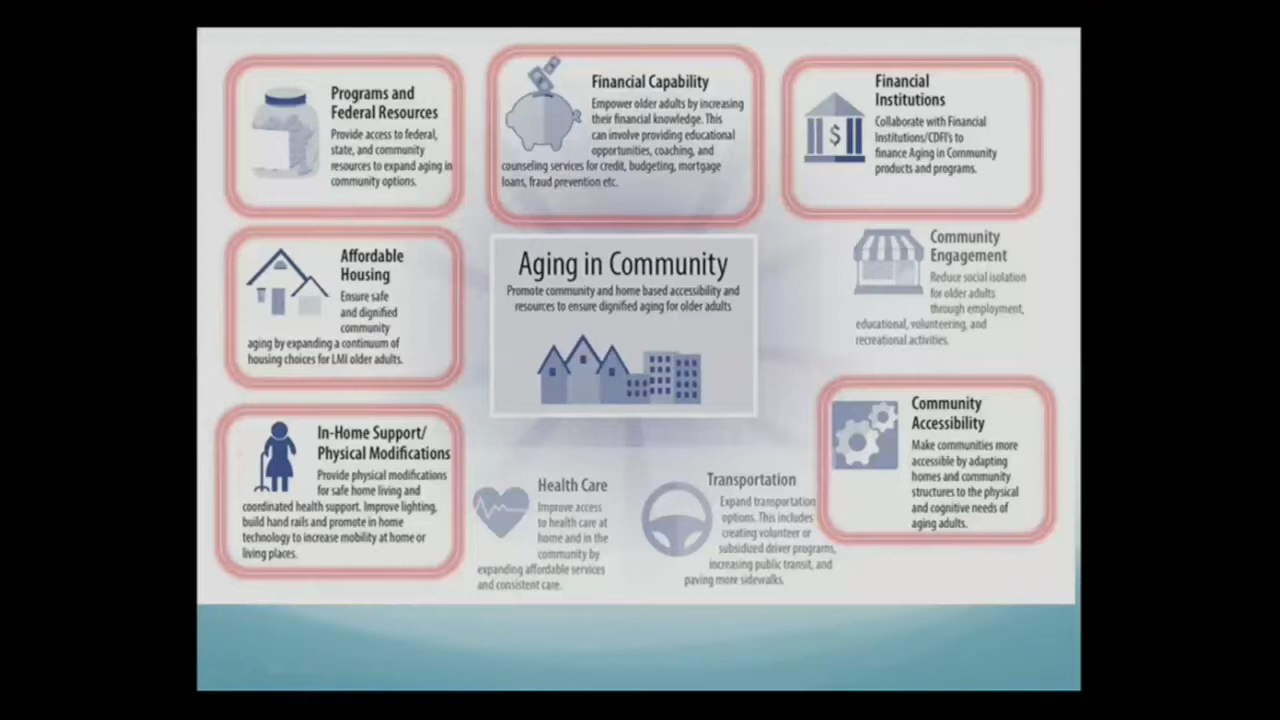 Programs and
Federal Resources
Provide access to federal,
state, and community
resources to expand aging in
community options.
Financial Capability
Empower older adults by increasing
their financial knowledge. This
can involve providing educational
opportunities, coaching, and
counseling services for credit, budgeting, mortgage
loans, fraud prevention etc.
Financial
Institutions
Collaborate with Financial
Institutions/CDFI's to
finance Aging in Community
products and programs.
Affordable
Housing
Ensure safe
and dignified
community
aging by expanding a continuum of
housing choices for LMI older adults.
Aging in Community
Promote community and home based accessibility and
resources to ensure dignified aging for older adults
Community
Engagement
Reduce social isolation
for older adults
through employment,
educational, volunteering, and
recreational activities.
In-Home Support/
Physical Modifications
Provide physical modifications
for safe home living and
coordinated health support. Improve lighting,
build hand rails and promote in home
technology to increase mobility at home or
living places.
Health Care
Improve access
to health care at
home and in the
community by
expanding affordable services
and consistent care.
Transportation
Expand transportation
options. This includes
creating volunteer or
subsidized driver programs,
increasing public transit, and
paving more sidewalks.
Community
Accessibility
Make communities more
accessible by adapting
homes and community
structures to the physical
and cognitive needs of
aging adults.
$